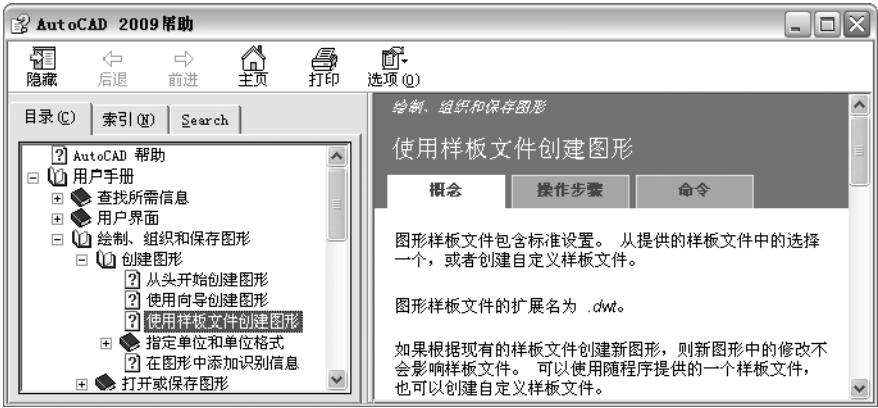 AutoCAD 2009帮助
隐藏 后退 前进 主页 打印 选项(O)
目录(C) 索引(N) Search
AutoCAD 帮助
用户手册
查找所需信息
用户界面
绘制、组织和保存图形
创建图形
从头开始创建图形
使用向导创建图形
使用样板文件创建图形
指定单位和单位格式
在图形中添加识别信息
打开或保存图形
绘制、组织和保存图形
使用样板文件创建图形
概念 操作步骤 命令
图形样板文件包含标准设置。 从提供的样板文件中的选择
一个，或者创建自定义样板文件。
图形样板文件的扩展名为 .dwt。
如果根据现有的样板文件创建新图形，则新图形中的修改不
会影响样板文件。 可以使用随程序提供的一个样板文件，
也可以创建自定义样板文件。